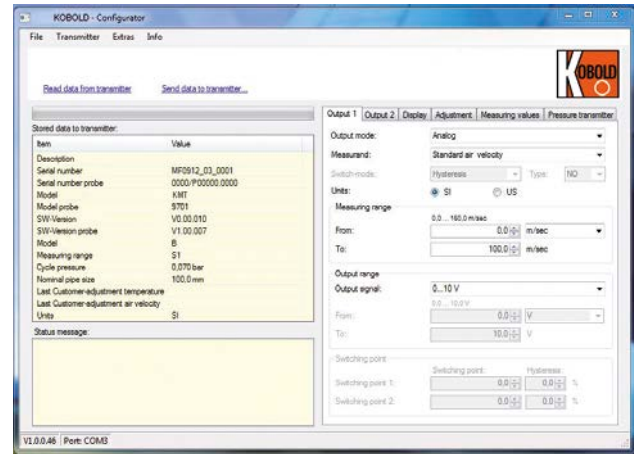 KOBOLD - Configurator
File Transmitter Extras Info
KOBOLD
Read data from transmitter Send data to transmitter...
Output 1 Output 2 Display Adjustment Measuring values Pressure transmitter
Stored data to transmitter:
Item Value
Description
Serial number MF0912_03_0001
Serial number probe 0000/P00000.0000
Model KMT
Model probe 9701
SW-Version V0.00.010
SW-Version probe V1.00.007
Model B
Measuring range S1
Cycle pressure 0,070 bar
Nominal pipe size 100,0 mm
Last Customer-adjustment temperature
Last Customer-adjustment air velocity
Units SI
Status message:
Output mode: Analog
Measurand: Standard air velocity
Switch-mode: Hysteresis Type: NO
Units: SI US
Measuring range
0,0 ... 160,0 m/sec
From: 0,0 m/sec
To: 100,0 m/sec
Output range
Output signal: 0...10 V
0,0 ... 10,0 V
From: 0,0 V
To: 10,0 V
Switching point
Switching point: Hysterese:
Switching point 1: 0,0 0,0 %
Switching point 2: 0,0 0,0 %
V1.0.0.46 Port: COM3